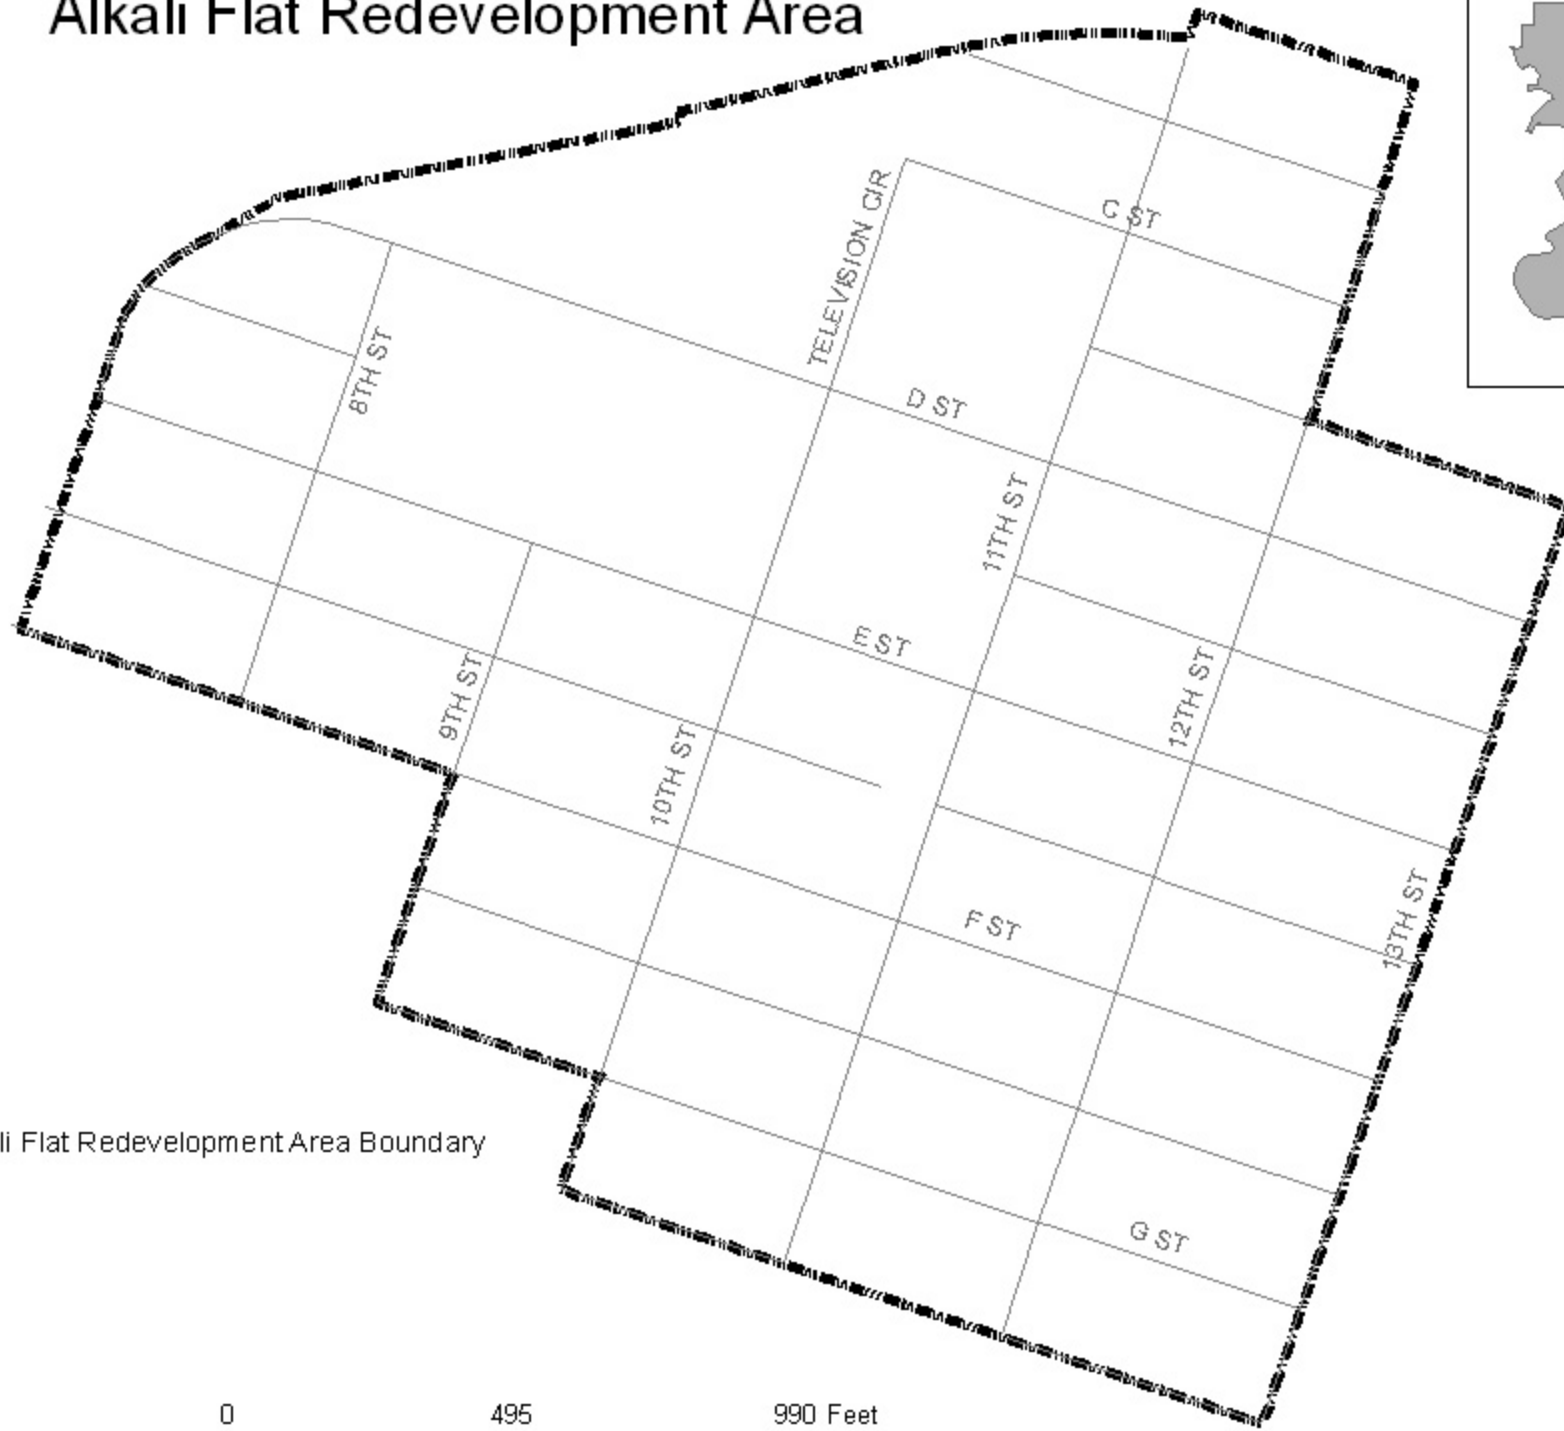 Alkali Flat Redevelopment Area
C ST
TELEVISION CIR
8TH ST
D ST
11TH ST
E ST
12TH ST
9TH ST
10TH ST
13TH ST
F ST
li Flat Redevelopment Area Boundary
G ST
0 495 990 Feet